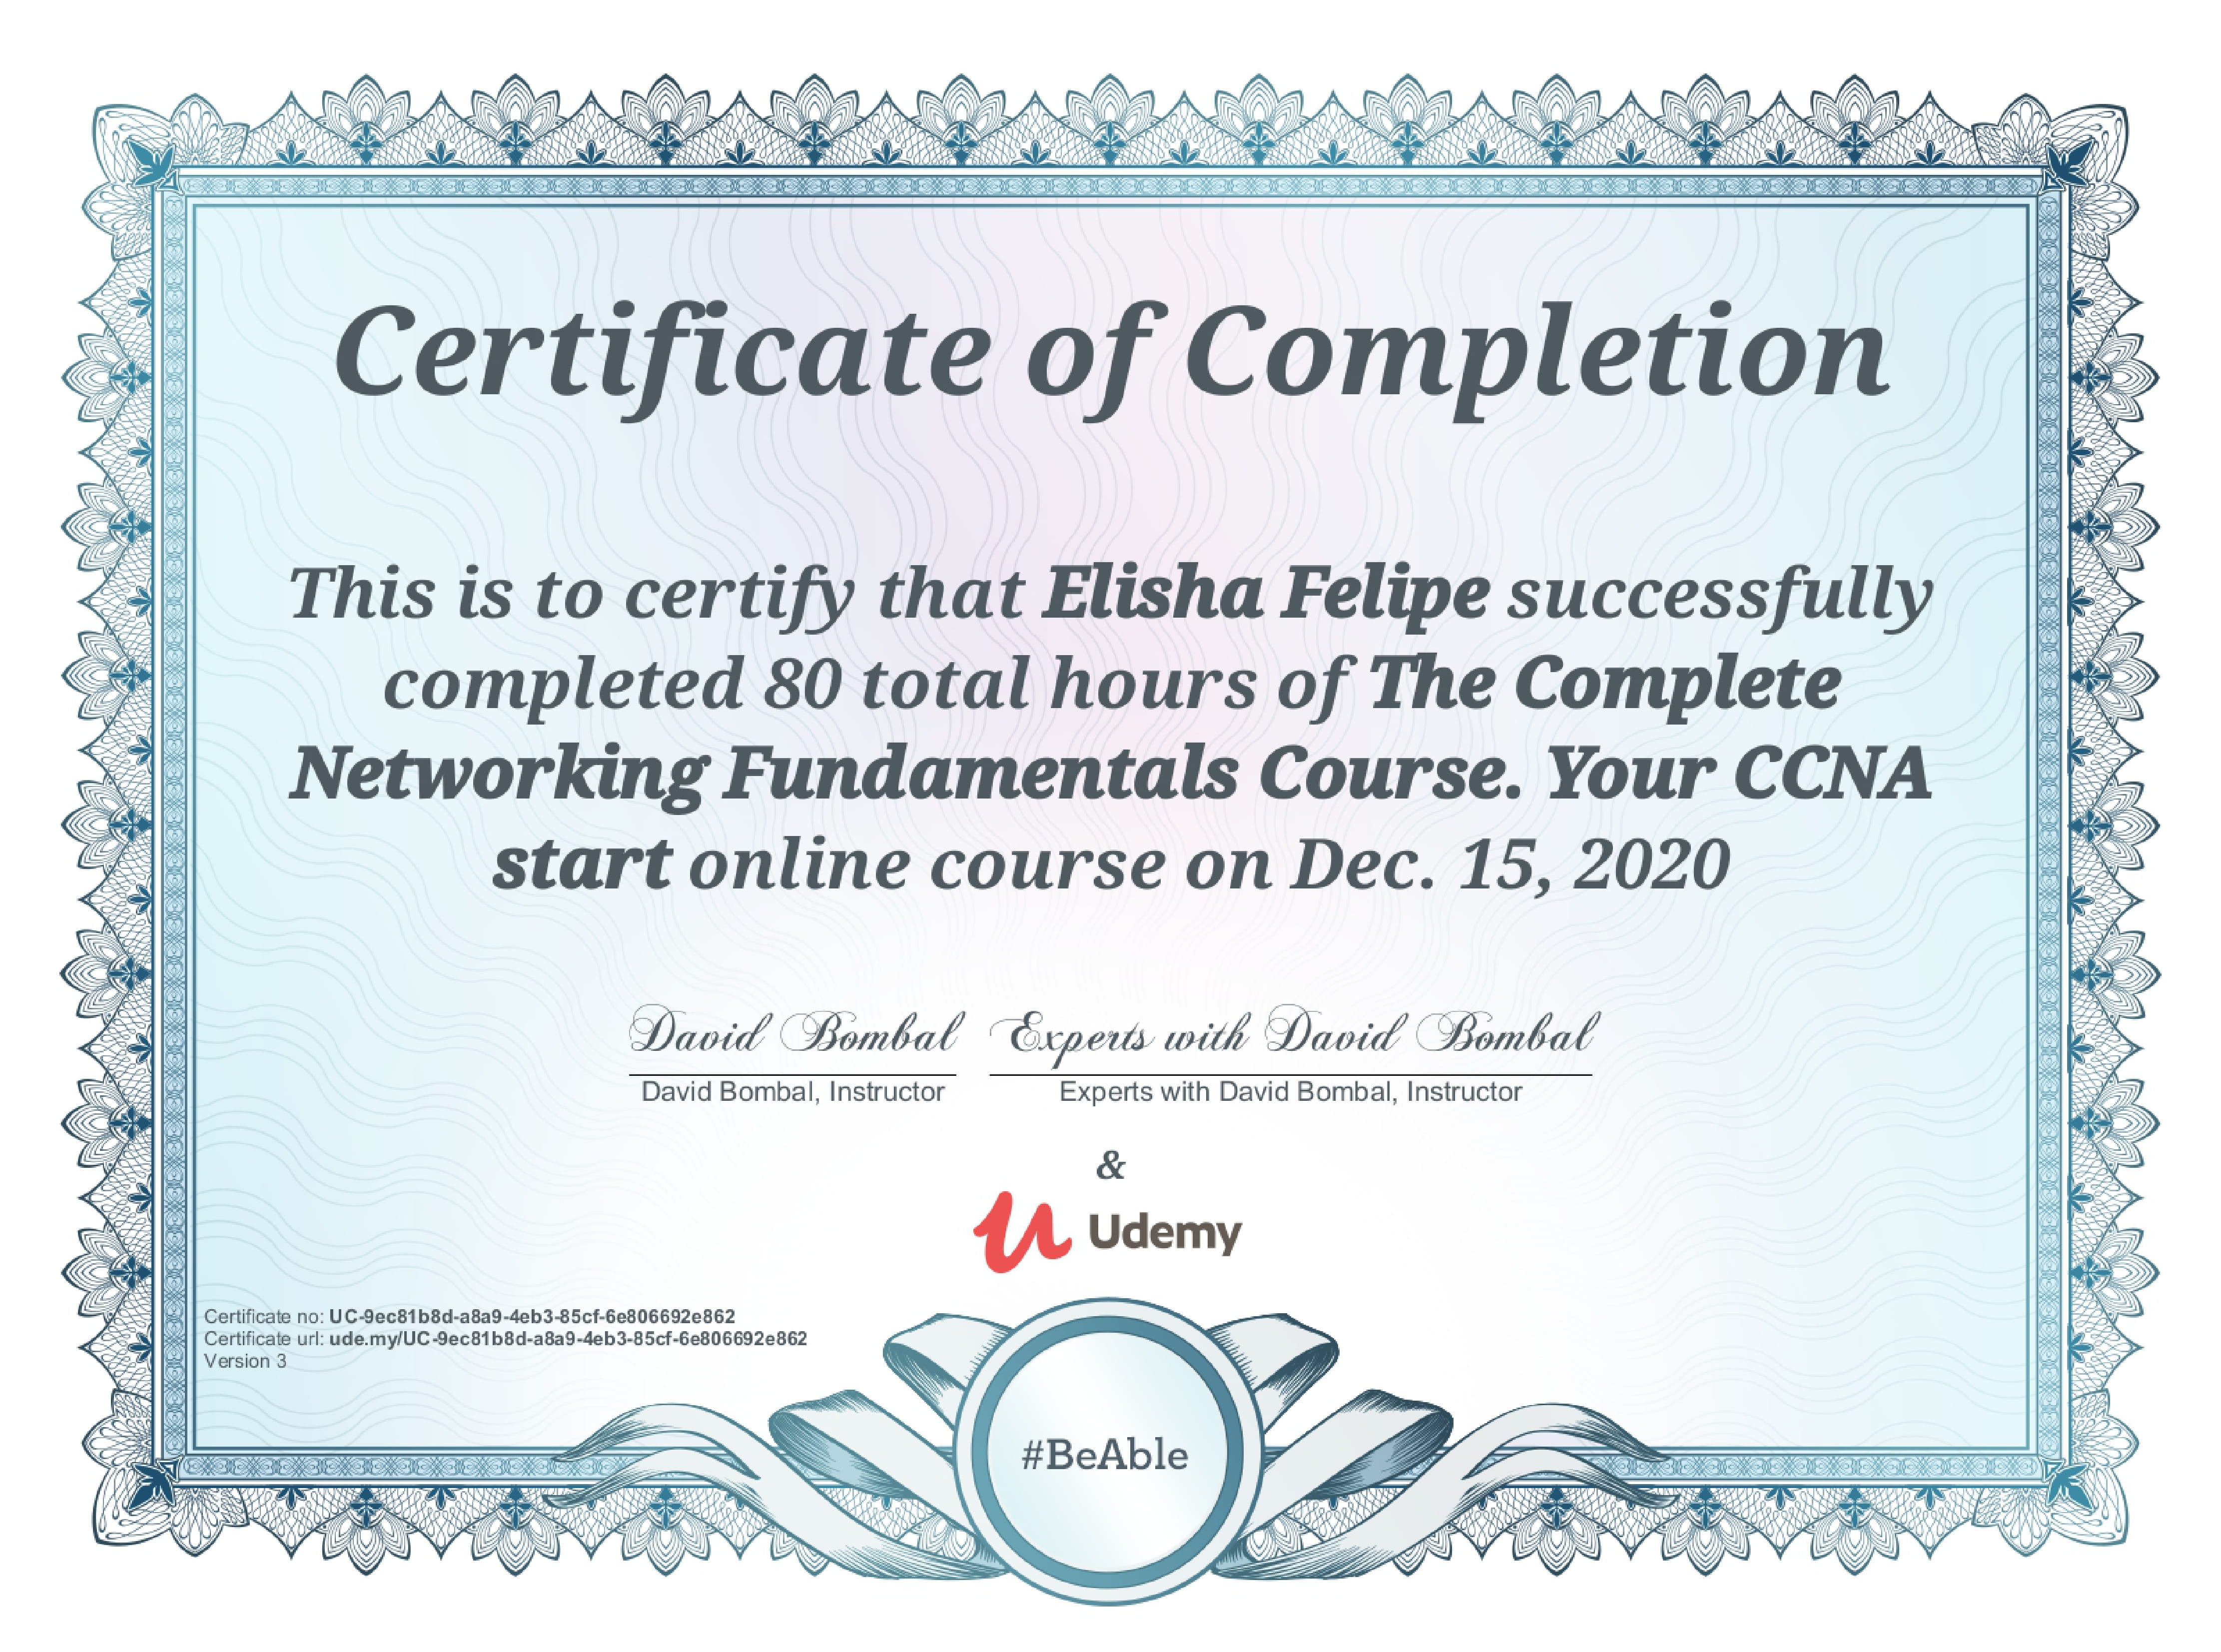 Certificate of Completion
This is to certify that Elisha Felipe successfully
completed 80 total hours of The Complete
Networking Fundamentals Course. Your CCNA
start online course on Dec. 15, 2020
David Bombal Experts with David Bombal
David Bombal, Instructor Experts with David Bombal, Instructor
&
Udemy
Certificate no: UC-9ec81b8d-a8a9-4eb3-85cf-6e806692e862
Certificate url: ude.my/UC-9ec81b8d-a8a9-4eb3-85cf-6e806692e862
Version 3
#BeAble